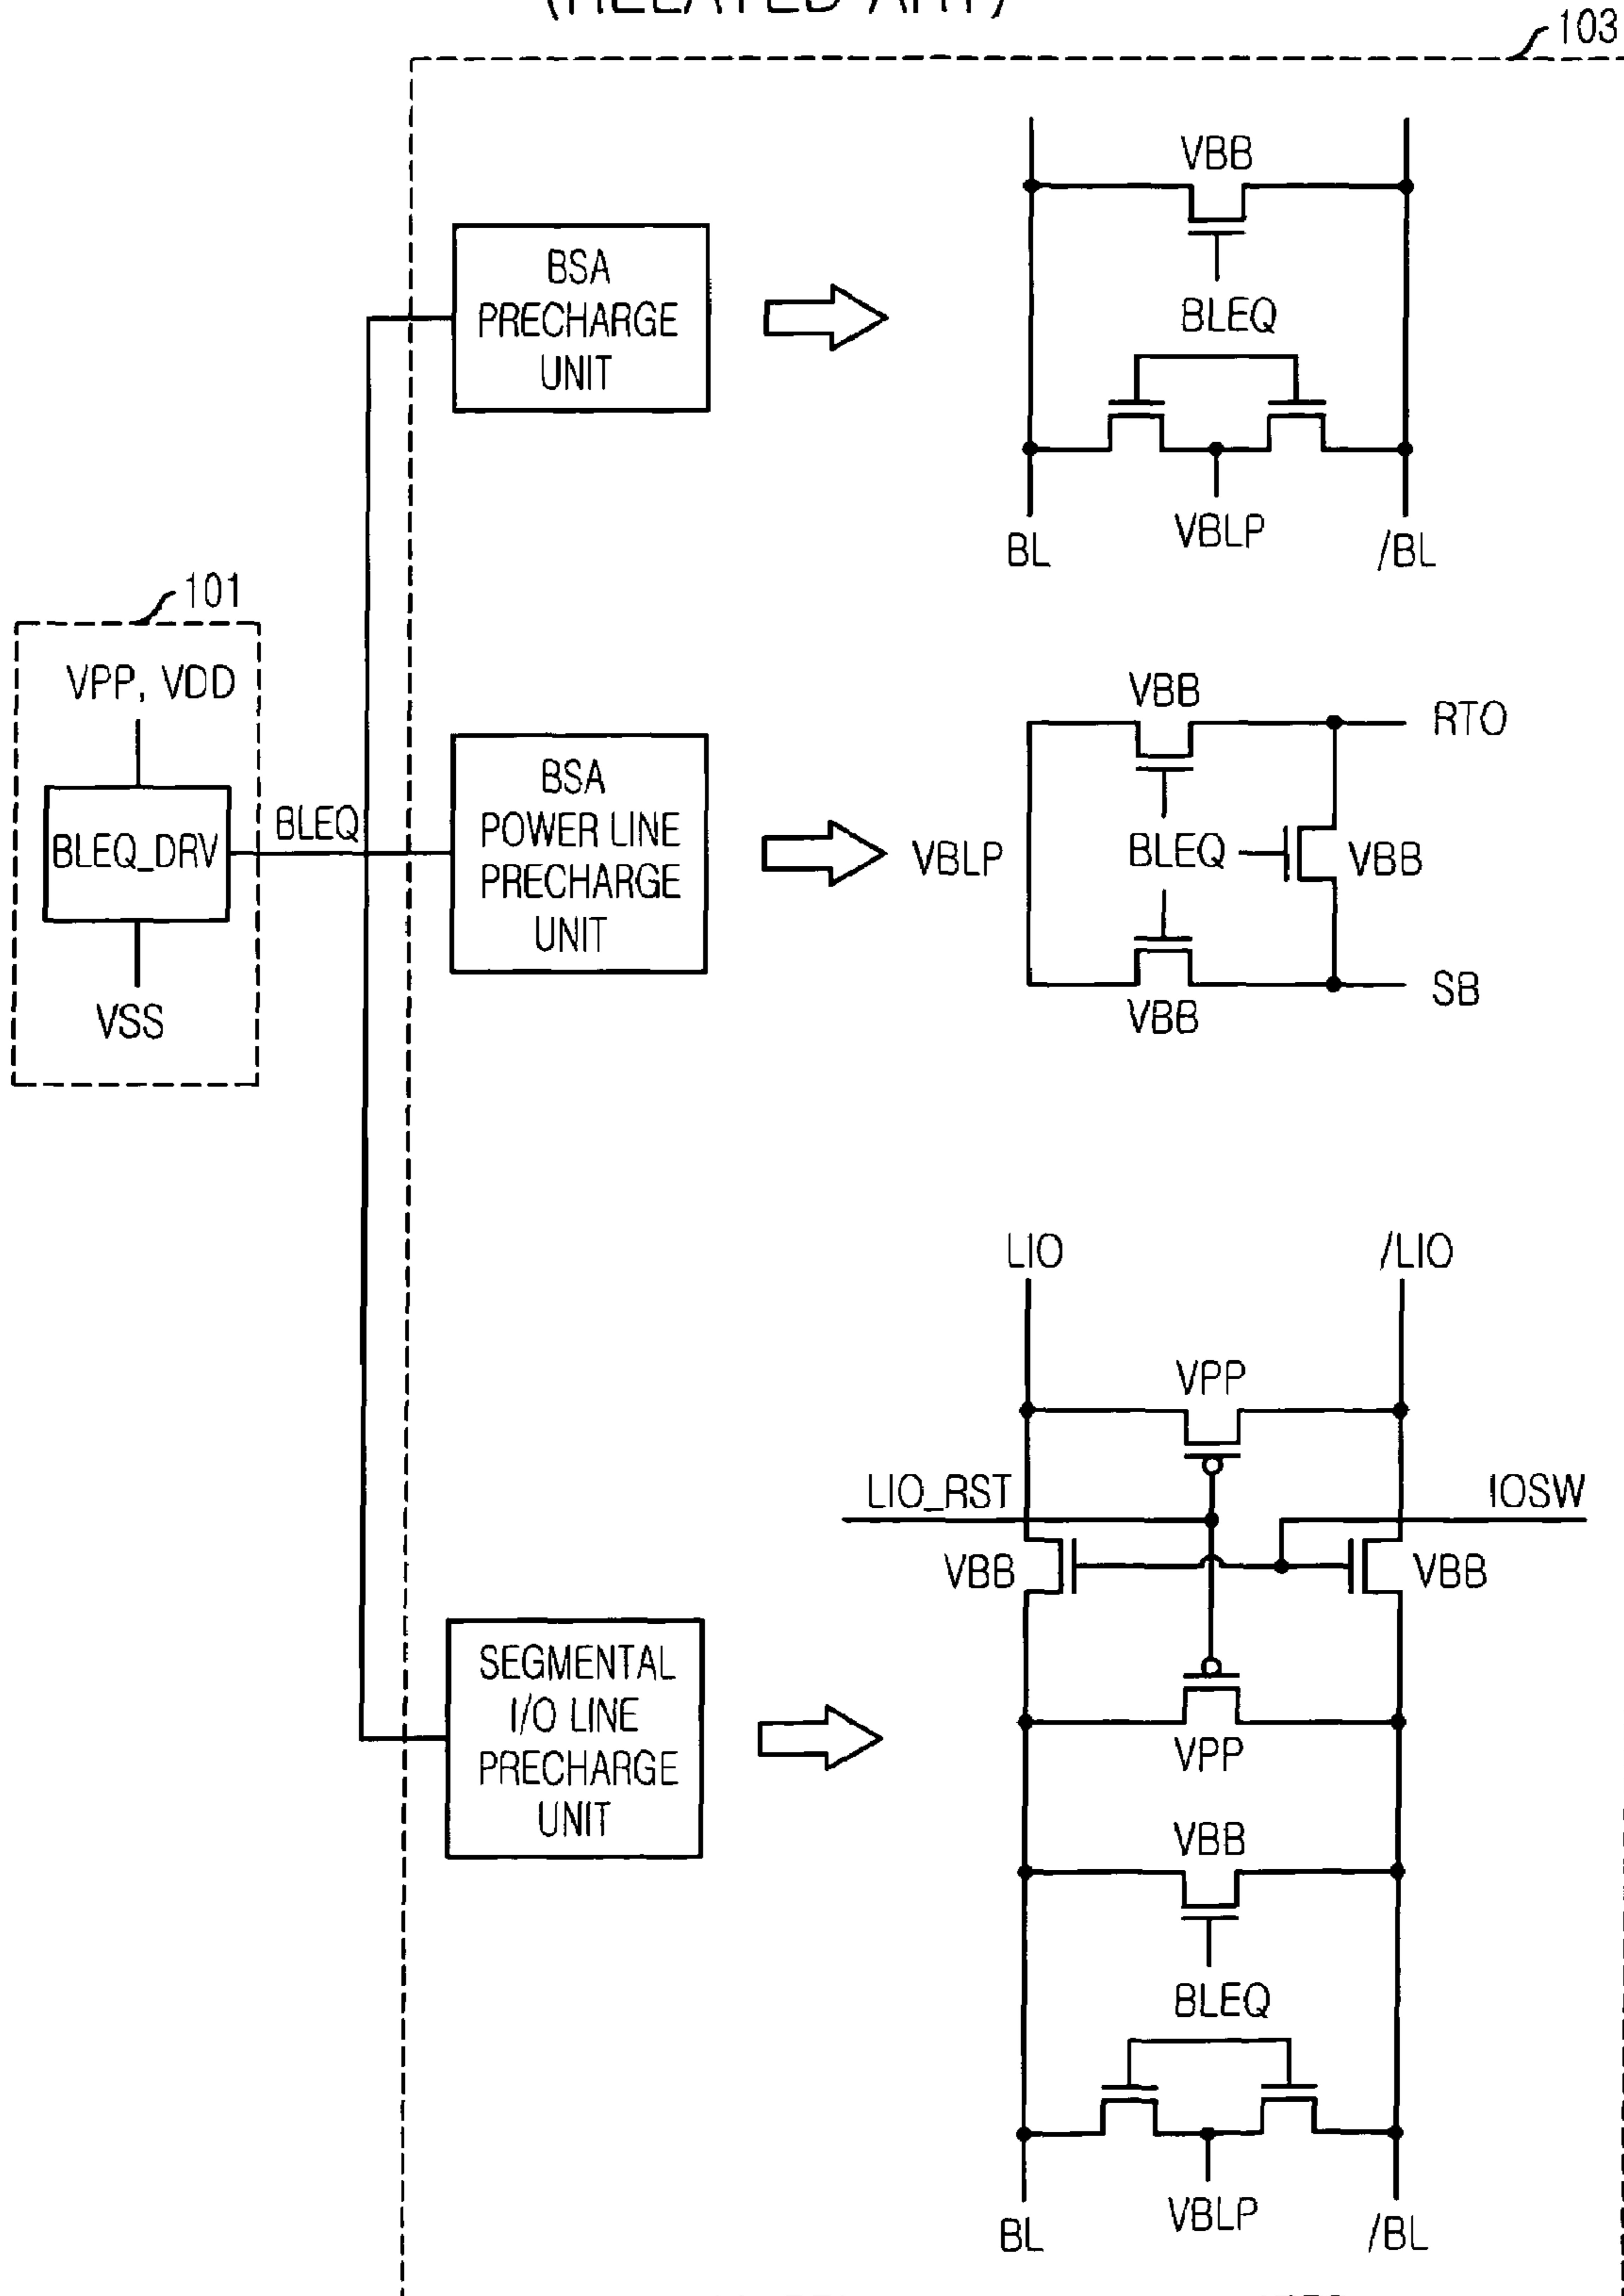 (RELATED ART)
103
VBB
BSA
PRECHARGE
UNIT
BLEQ
BL
VBLP
/BL
101
VPP, VDD
BLEQ_DRV
VSS
BLEQ
BSA
POWER LINE
PRECHARGE
UNIT
VBB
RTO
VBLP
BLEQ
VBB
SB
VBB
LIO
/LIO
VPP
LIO_RST
IOSW
VBB
VBB
SEGMENTAL
I/O LINE
PRECHARGE
UNIT
VPP
VBB
BLEQ
BL
VBLP
/BL